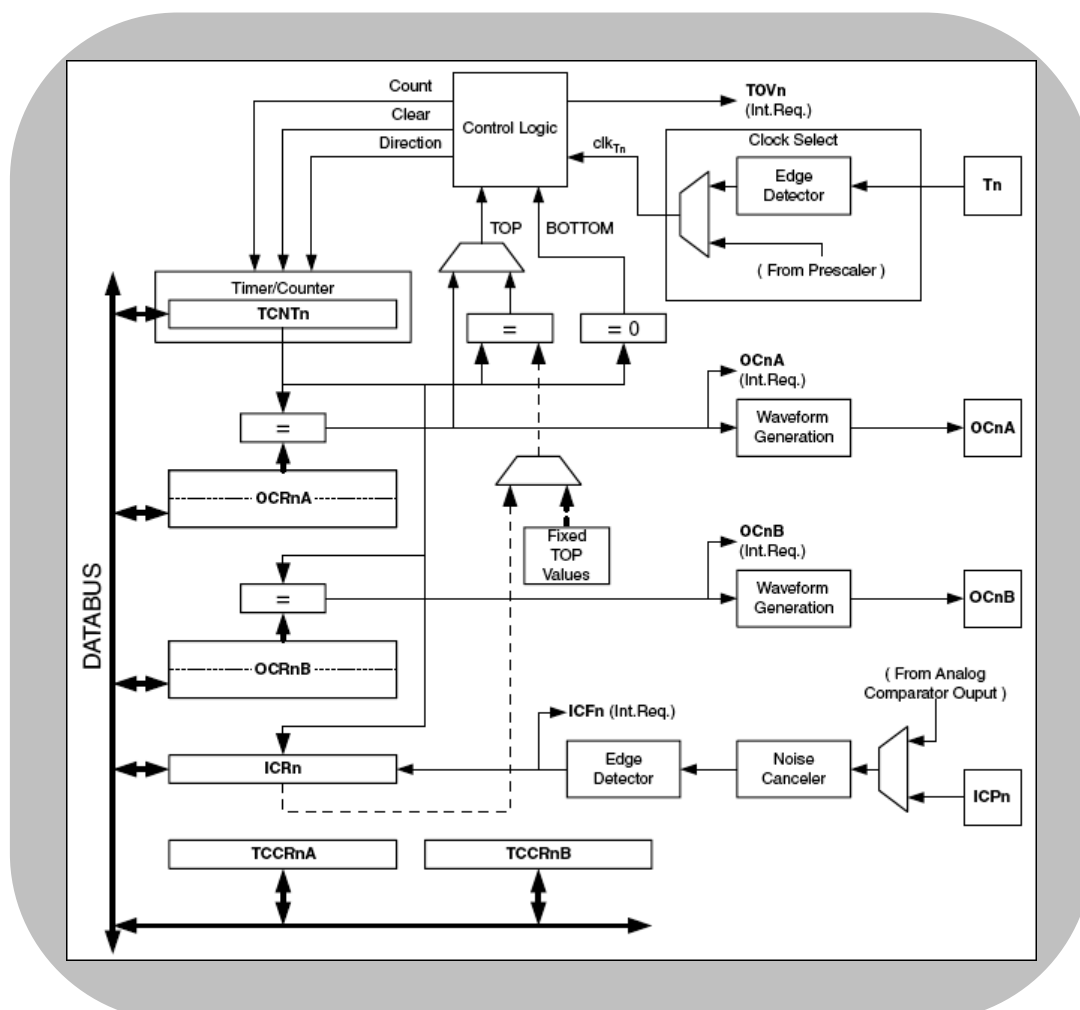 Count
Clear
Direction
Control Logic
TOVn
(Int.Req.)
clkTn
Clock Select
Edge
Detector
Tn
TOP
BOTTOM
( From Prescaler )
Timer/Counter
TCNTn
=
= 0
OCnA
(Int.Req.)
=
Waveform
Generation
OCnA
OCRnA
Fixed
TOP
Values
OCnB
(Int.Req.)
=
Waveform
Generation
OCnB
DATABUS
OCRnB
( From Analog
Comparator Ouput )
ICFn (Int.Req.)
ICRn
Edge
Detector
Noise
Canceler
ICPn
TCCRnA
TCCRnB